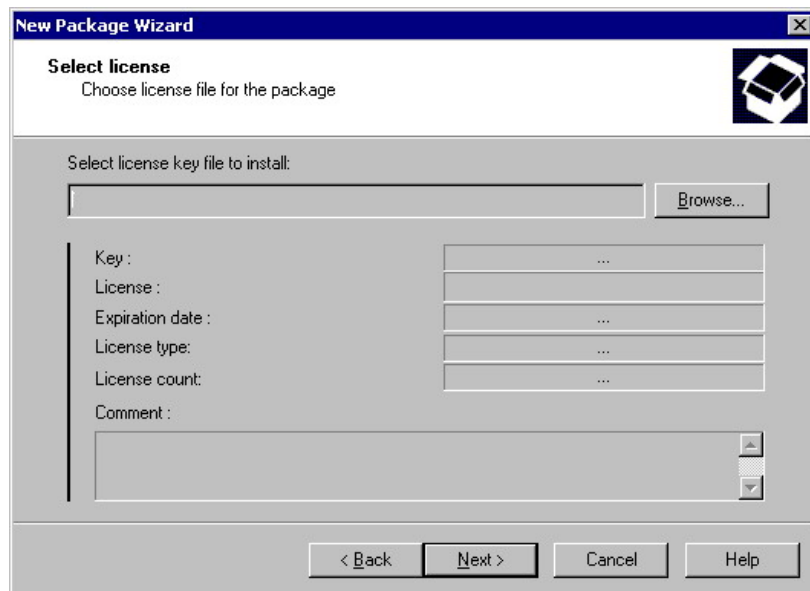 New Package Wizard
Select license
Choose license file for the package
Select license key file to install:
Browse...
Key : ...
License :
Expiration date : ...
License type: ...
License count: ...
Comment :
< Back Next > Cancel Help